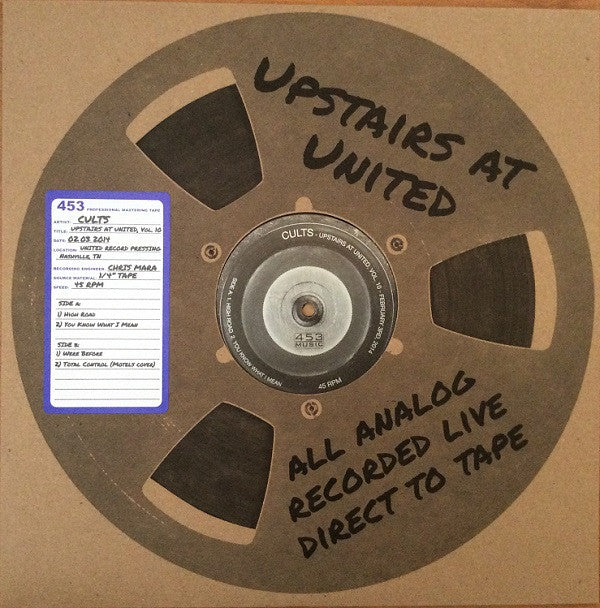 UPSTAIRS AT
UNITED
453 PROFESSIONAL MASTERING TAPE
ARTIST: CULTS
TITLE: UPSTAIRS AT UNITED, VOL. 10
DATE: 02.03.2014
LOCATION: UNITED RECORD PRESSING
NASHVILLE, TN
RECORDING ENGINEER: CHRIS MARA
SOURCE MATERIAL: 1/4" TAPE
SPEED: 45 RPM
SIDE A:
1) HIGH ROAD
2) YOU KNOW WHAT I MEAN
SIDE B:
1) WERE BEFORE
2) TOTAL CONTROL (MOTELS COVER)
CULTS - UPSTAIRS AT UNITED, VOL. 10 - FEBRUARY 3RD, 2014
SIDE A: 1. HIGH ROAD 2. YOU KNOW WHAT I MEAN
453
MUSIC
45 RPM
ALL ANALOG
RECORDED LIVE
DIRECT TO TAPE